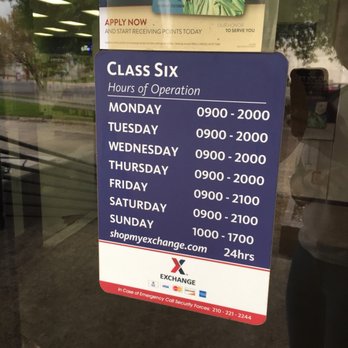 APPLY NOW
AND START RECEIVING POINTS TODAY
TO SERVE YOU
CLASS SIX
Hours of Operation
MONDAY 0900 - 2000
TUESDAY 0900 - 2000
WEDNESDAY 0900 - 2000
THURSDAY 0900 - 2000
FRIDAY 0900 - 2100
SATURDAY 0900 - 2100
SUNDAY 1000 - 1700
shopmyexchange.com 24hrs
X
EXCHANGE
In Case of Emergency Call Security Forces: 210-221-2244